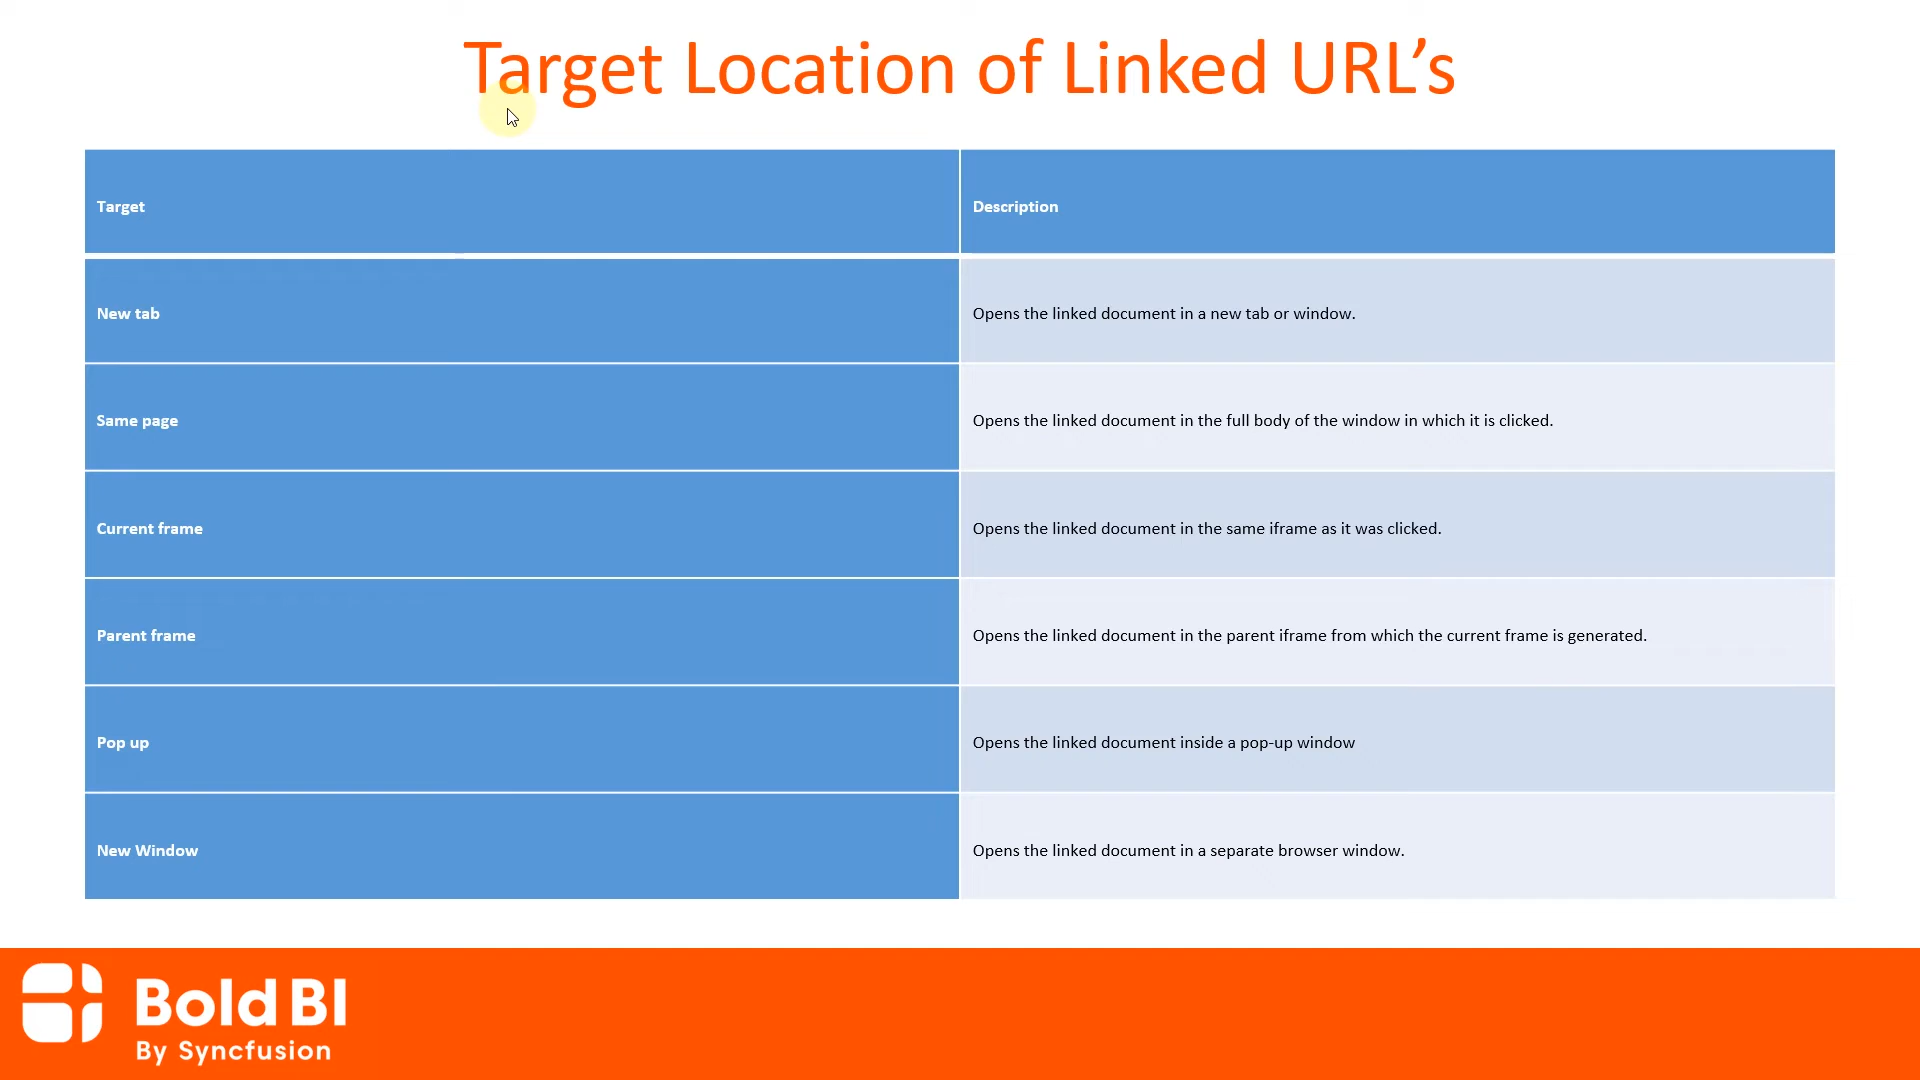 Target Location of Linked URL’s
Target
Description
New tab
Opens the linked document in a new tab or window.
Same page
Opens the linked document in the full body of the window in which it is clicked.
Current frame
Opens the linked document in the same iframe as it was clicked.
Parent frame
Opens the linked document in the parent iframe from which the current frame is generated.
Pop up
Opens the linked document inside a pop-up window
New Window
Opens the linked document in a separate browser window.
Bold BI
By Syncfusion